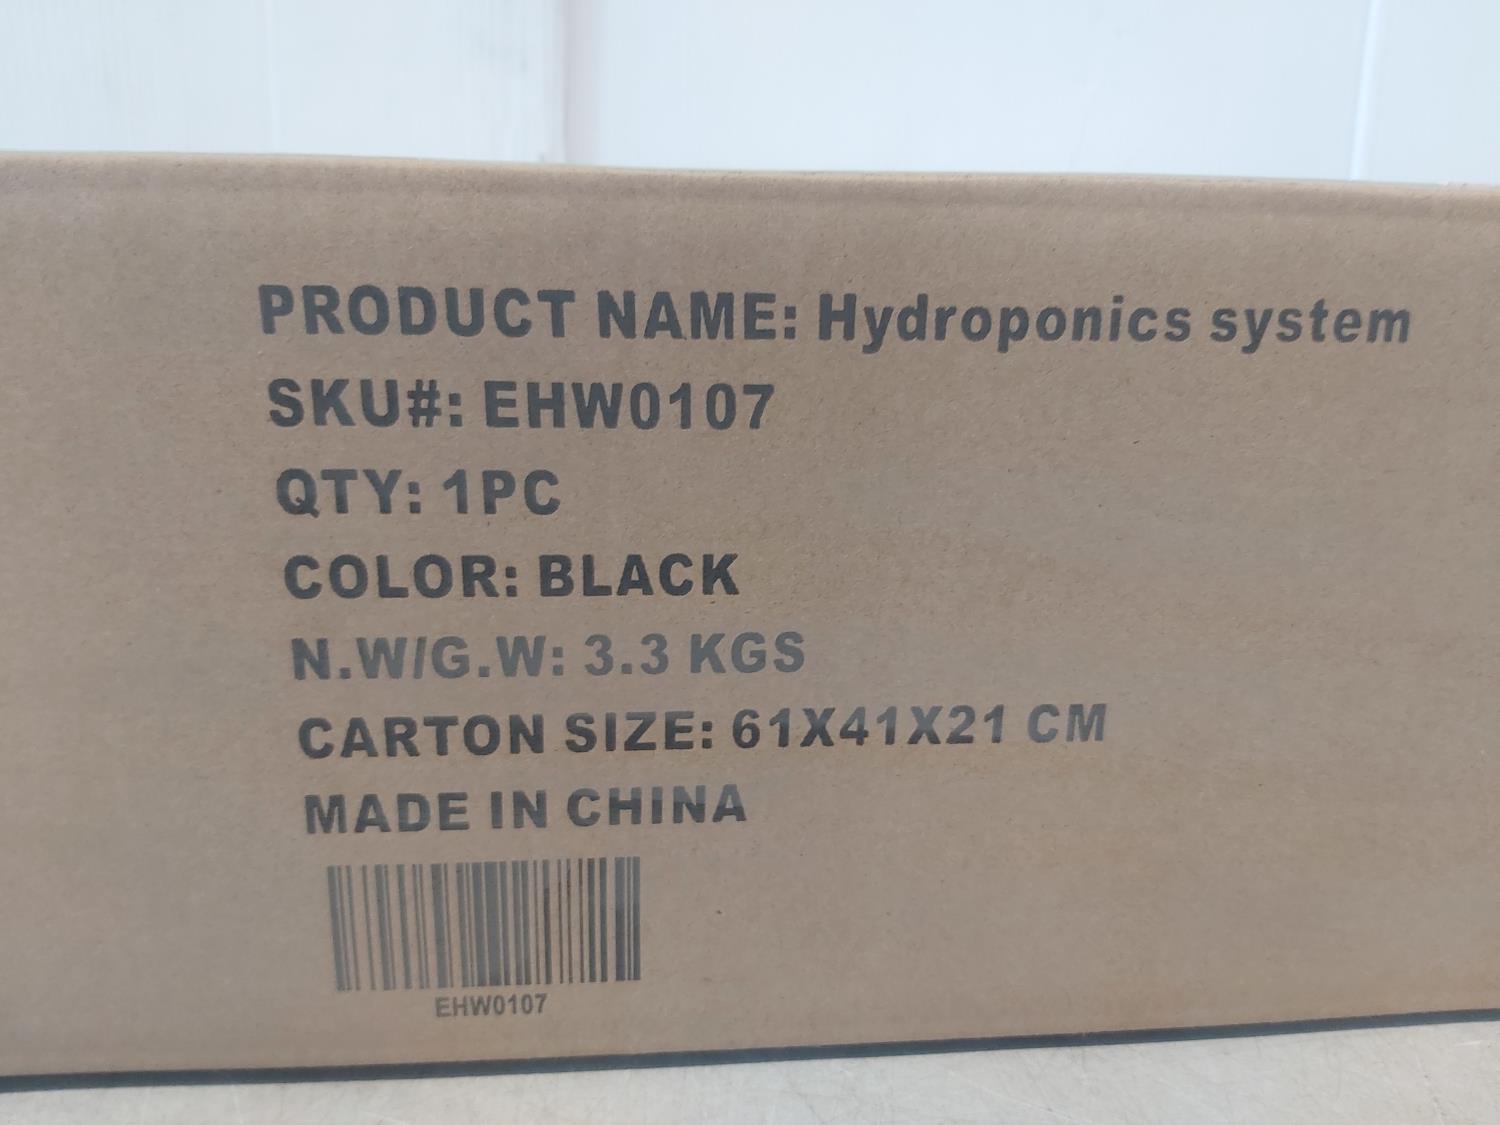 PRODUCT NAME: Hydroponics system
SKU#: EHW0107
QTY: 1PC
COLOR: BLACK
N.W/G.W: 3.3 KGS
CARTON SIZE: 61X41X21 CM
MADE IN CHINA
EHW0107